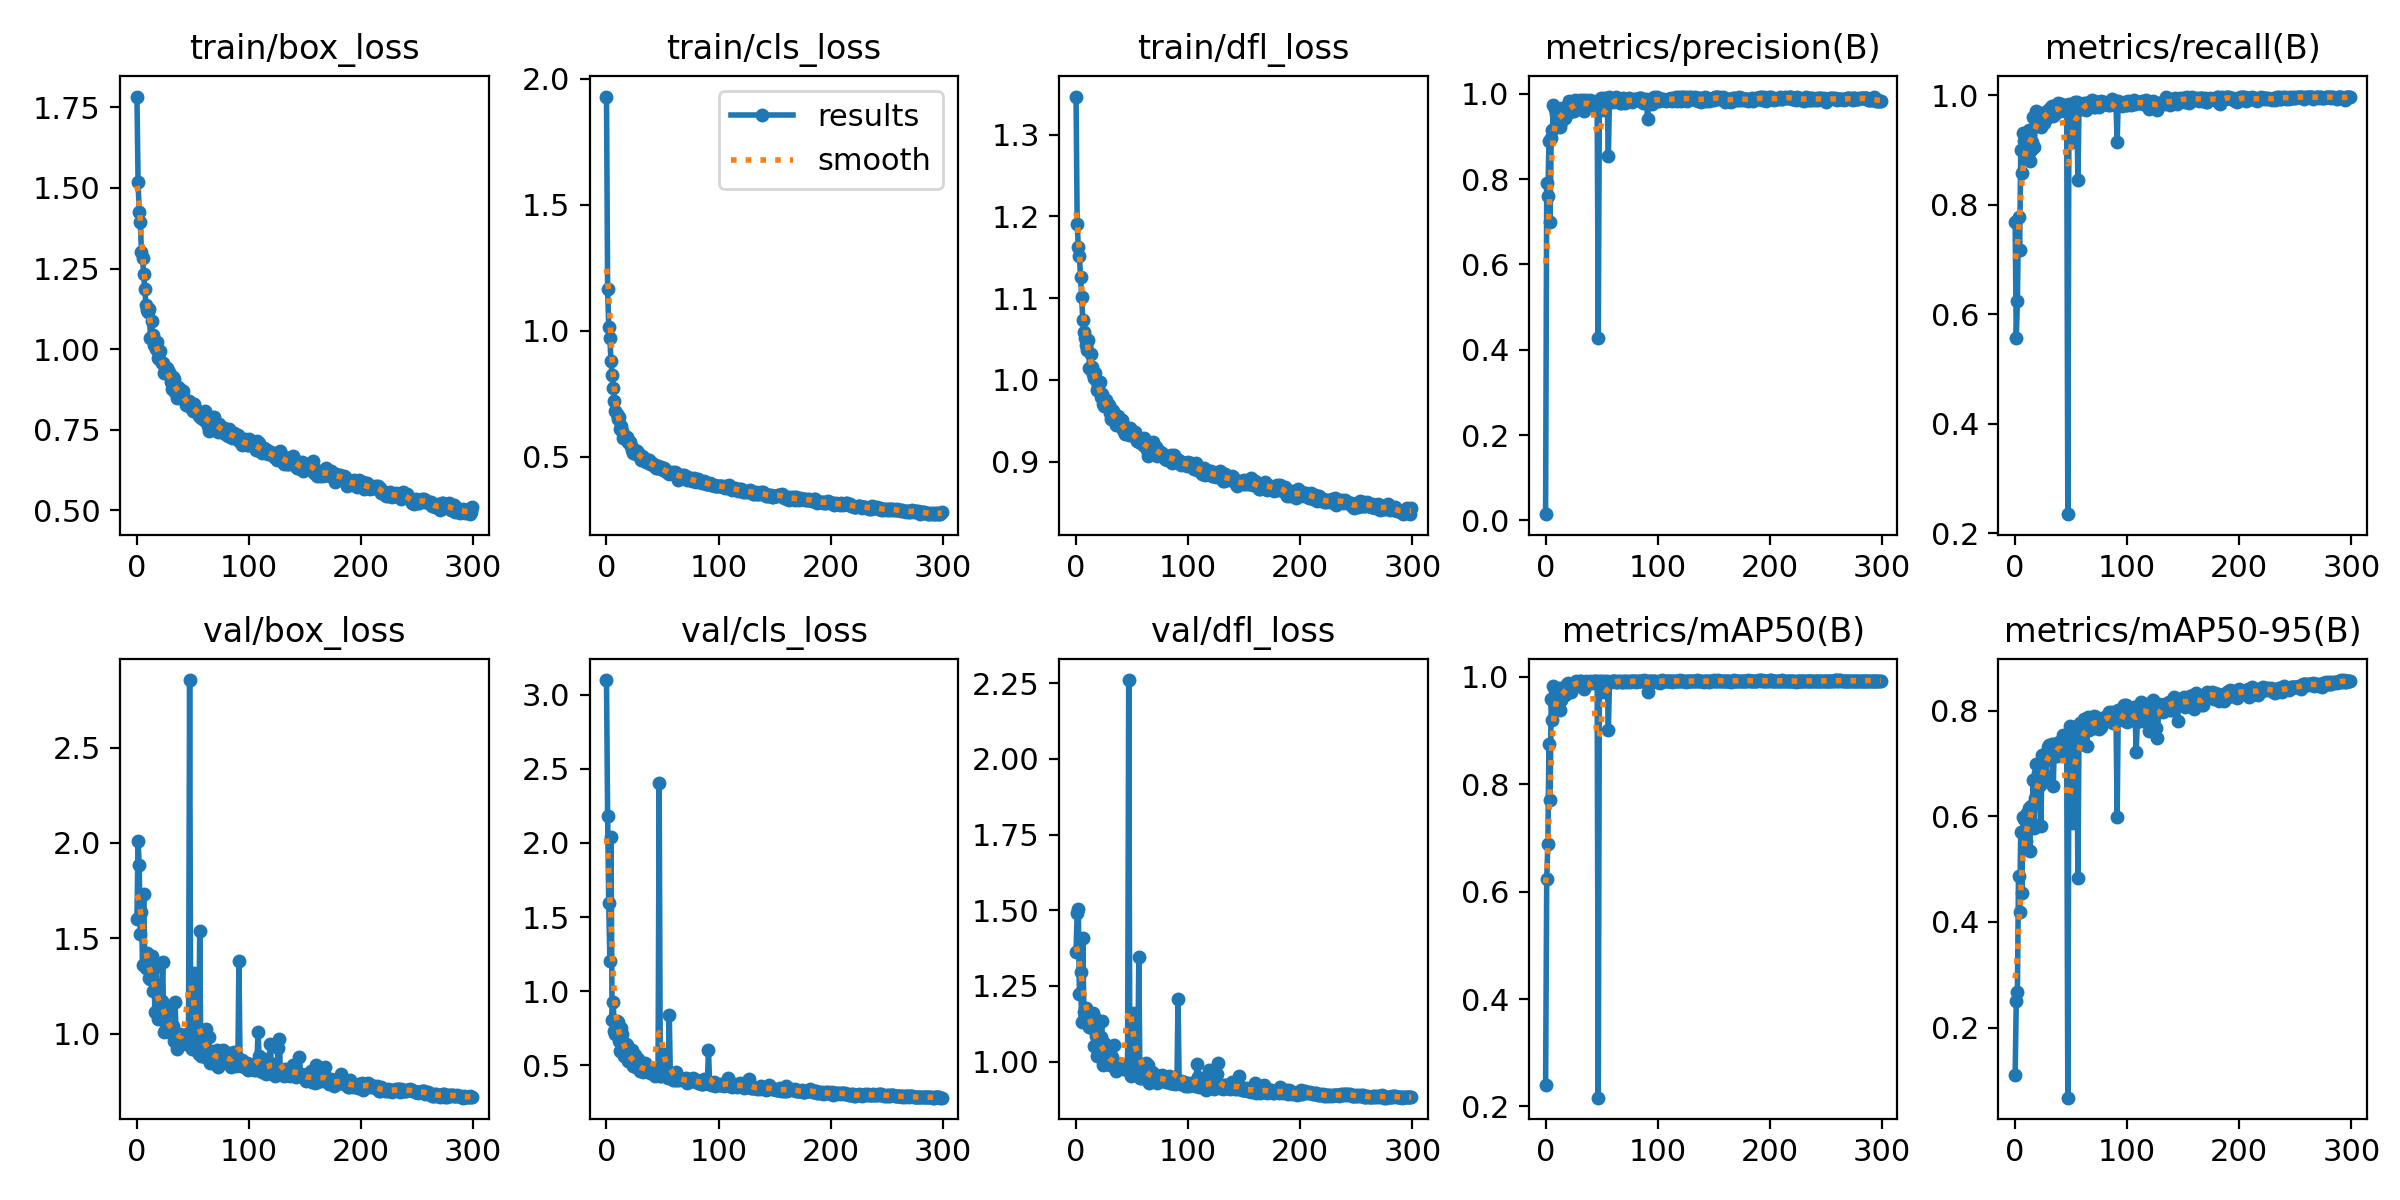 train/box_loss
1.75
1.50
1.25
1.00
0.75
0.50
0 100 200 300
train/cls_loss
2.0
1.5
1.0
0.5
results
smooth
0 100 200 300
train/dfl_loss
1.3
1.2
1.1
1.0
0.9
0 100 200 300
metrics/precision(B)
1.0
0.8
0.6
0.4
0.2
0.0
0 100 200 300
metrics/recall(B)
1.0
0.8
0.6
0.4
0.2
0 100 200 300
val/box_loss
2.5
2.0
1.5
1.0
0 100 200 300
val/cls_loss
3.0
2.5
2.0
1.5
1.0
0.5
0 100 200 300
val/dfl_loss
2.25
2.00
1.75
1.50
1.25
1.00
0 100 200 300
metrics/mAP50(B)
1.0
0.8
0.6
0.4
0.2
0 100 200 300
metrics/mAP50-95(B)
0.8
0.6
0.4
0.2
0 100 200 300